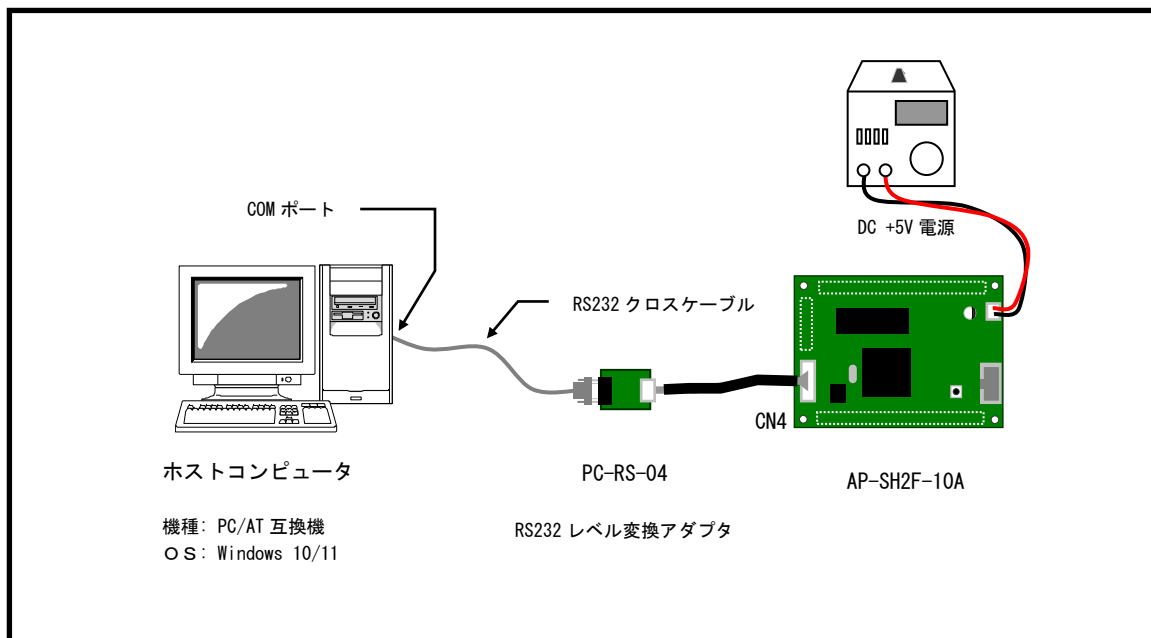 COM ポート
DC +5V 電源
RS232 クロスケーブル
CN4
ホストコンピュータ
PC-RS-04
AP-SH2F-10A
機種: PC/AT 互換機
ＯＳ: Windows 10/11
RS232 レベル変換アダプタ